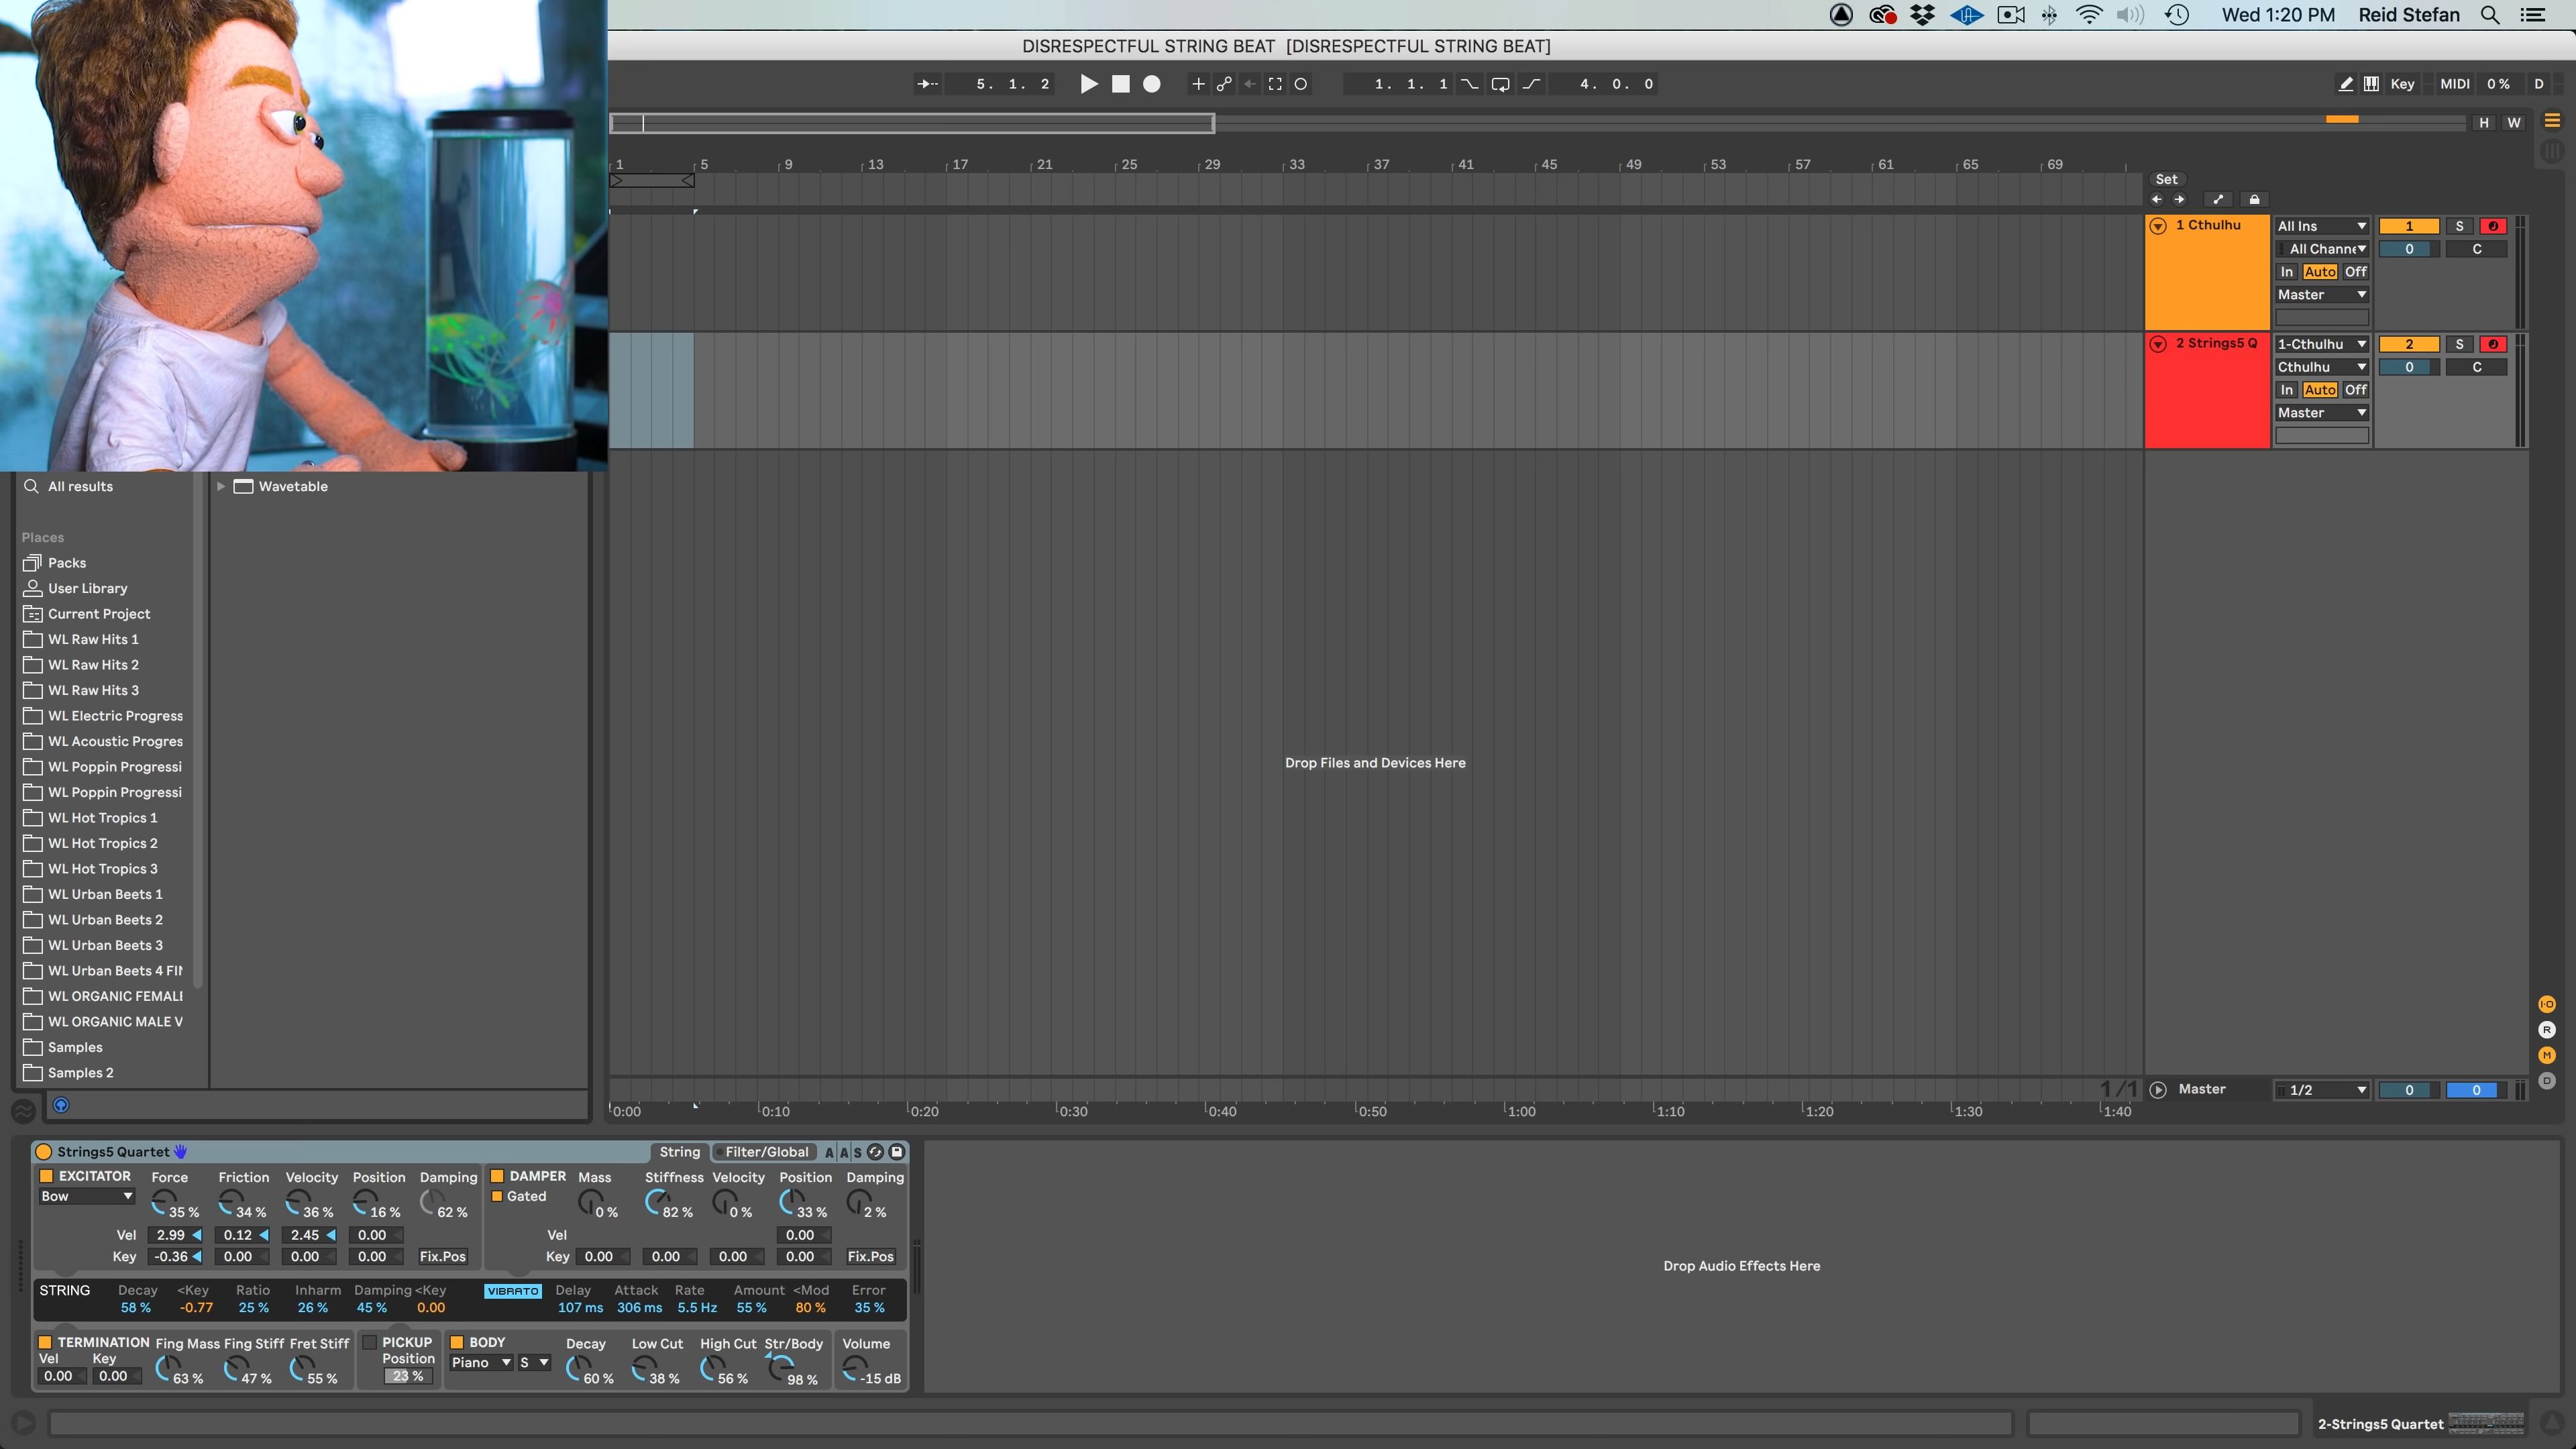 Wed 1:20 PM Reid Stefan
DISRESPECTFUL STRING BEAT [DISRESPECTFUL STRING BEAT]
5. 1. 2
1. 1. 1
4. 0. 0
Key MIDI 0 % D
H W
1 5 9 13 17 21 25 29 33 37 41 45 49 53 57 61 65 69
Set
1 Cthulhu All Ins 1 S
All Channe 0 C
In Auto Off
Master
2 Strings5 Q 1-Cthulhu 2 S
Cthulhu 0 C
In Auto Off
Master
All results
Wavetable
Places
Packs
User Library
Current Project
WL Raw Hits 1
WL Raw Hits 2
WL Raw Hits 3
WL Electric Progress
WL Acoustic Progres
WL Poppin Progressi
WL Poppin Progressi
WL Hot Tropics 1
WL Hot Tropics 2
WL Hot Tropics 3
WL Urban Beets 1
WL Urban Beets 2
WL Urban Beets 3
WL Urban Beets 4 FIN
WL ORGANIC FEMALE
WL ORGANIC MALE V
Samples
Samples 2
Drop Files and Devices Here
I-O
R
M
D
1/1 Master 1/2 0 0
0:00 0:10 0:20 0:30 0:40 0:50 1:00 1:10 1:20 1:30 1:40
Strings5 Quartet String Filter/Global A A S
EXCITATOR Force Friction Velocity Position Damping
Bow 35 % 34 % 36 % 16 % 62 %
Vel 2.99 0.12 2.45 0.00
Key -0.36 0.00 0.00 0.00 Fix.Pos
DAMPER Mass Stiffness Velocity Position Damping
Gated 0 % 82 % 0 % 33 % 2 %
Vel 0.00
Key 0.00 0.00 0.00 0.00 Fix.Pos
STRING Decay <Key Ratio Inharm Damping <Key
58 % -0.77 25 % 26 % 45 % 0.00
VIBRATO Delay Attack Rate Amount <Mod Error
107 ms 306 ms 5.5 Hz 55 % 80 % 35 %
TERMINATION Fing Mass Fing Stiff Fret Stiff
Vel Key
0.00 0.00 63 % 47 % 55 %
PICKUP
Position
23 %
BODY Decay Low Cut High Cut Str/Body Volume
Piano S 60 % 38 % 56 % 98 % -15 dB
Drop Audio Effects Here
2-Strings5 Quartet